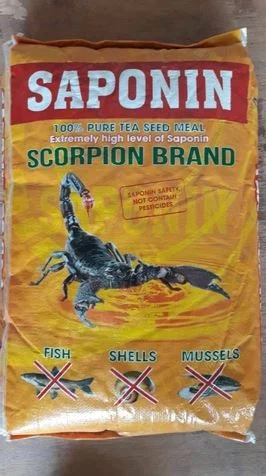 SAPONIN
100% PURE TEA SEED MEAL
Extremely high level of Saponin
SCORPION BRAND
SAPONIN SAFETY,
NOT CONTAIN
PESTICIDES
SAPONIN
FISH SHELLS MUSSELS